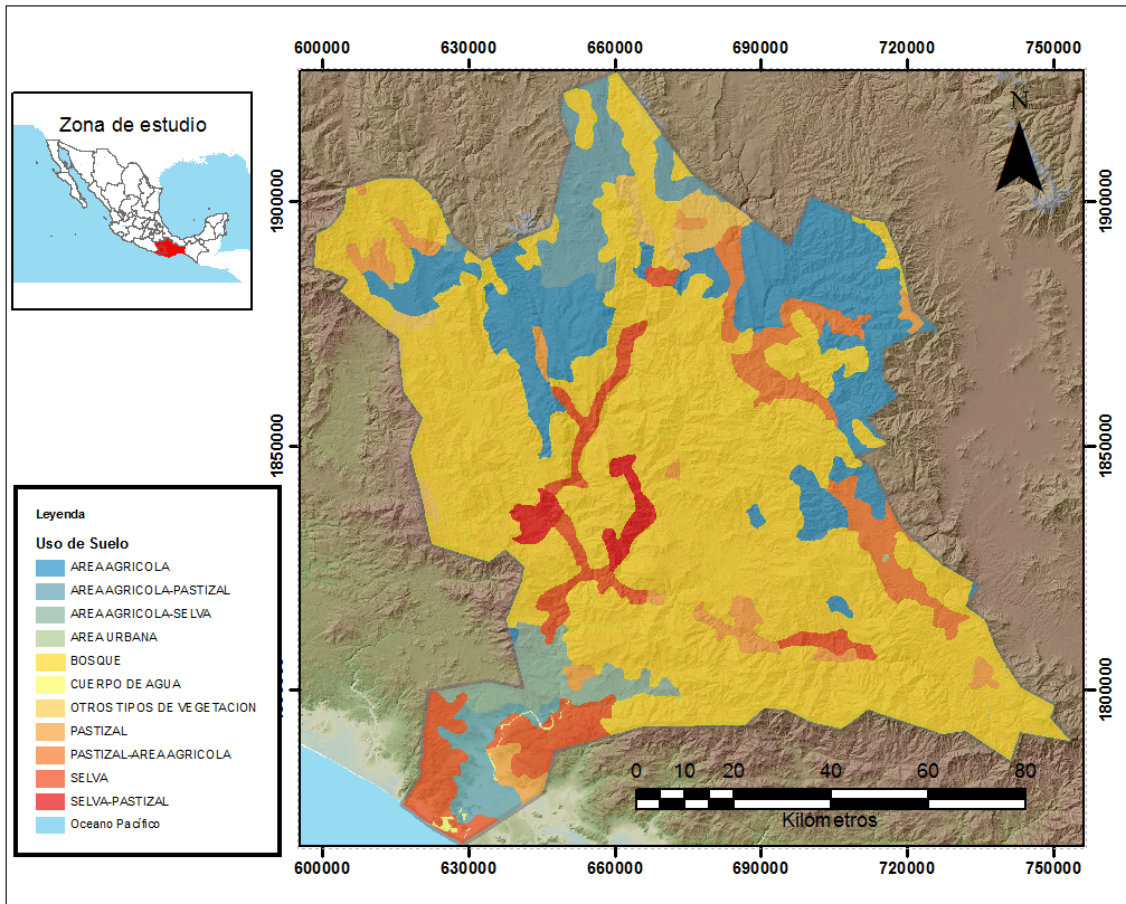 600000 630000 660000 690000 720000 750000
Zona de estudio
N
1900000 1900000
1850000 1850000
Leyenda
Uso de Suelo
AREA AGRICOLA
AREA AGRICOLA-PASTIZAL
AREA AGRICOLA-SELVA
AREA URBANA
BOSQUE
CUERPO DE AGUA
OTROS TIPOS DE VEGETACION
PASTIZAL
PASTIZAL-AREA AGRICOLA
SELVA
SELVA-PASTIZAL
Oceano Pacífico
1800000
0 10 20 40 60 80
Kilómetros
600000 630000 660000 690000 720000 750000